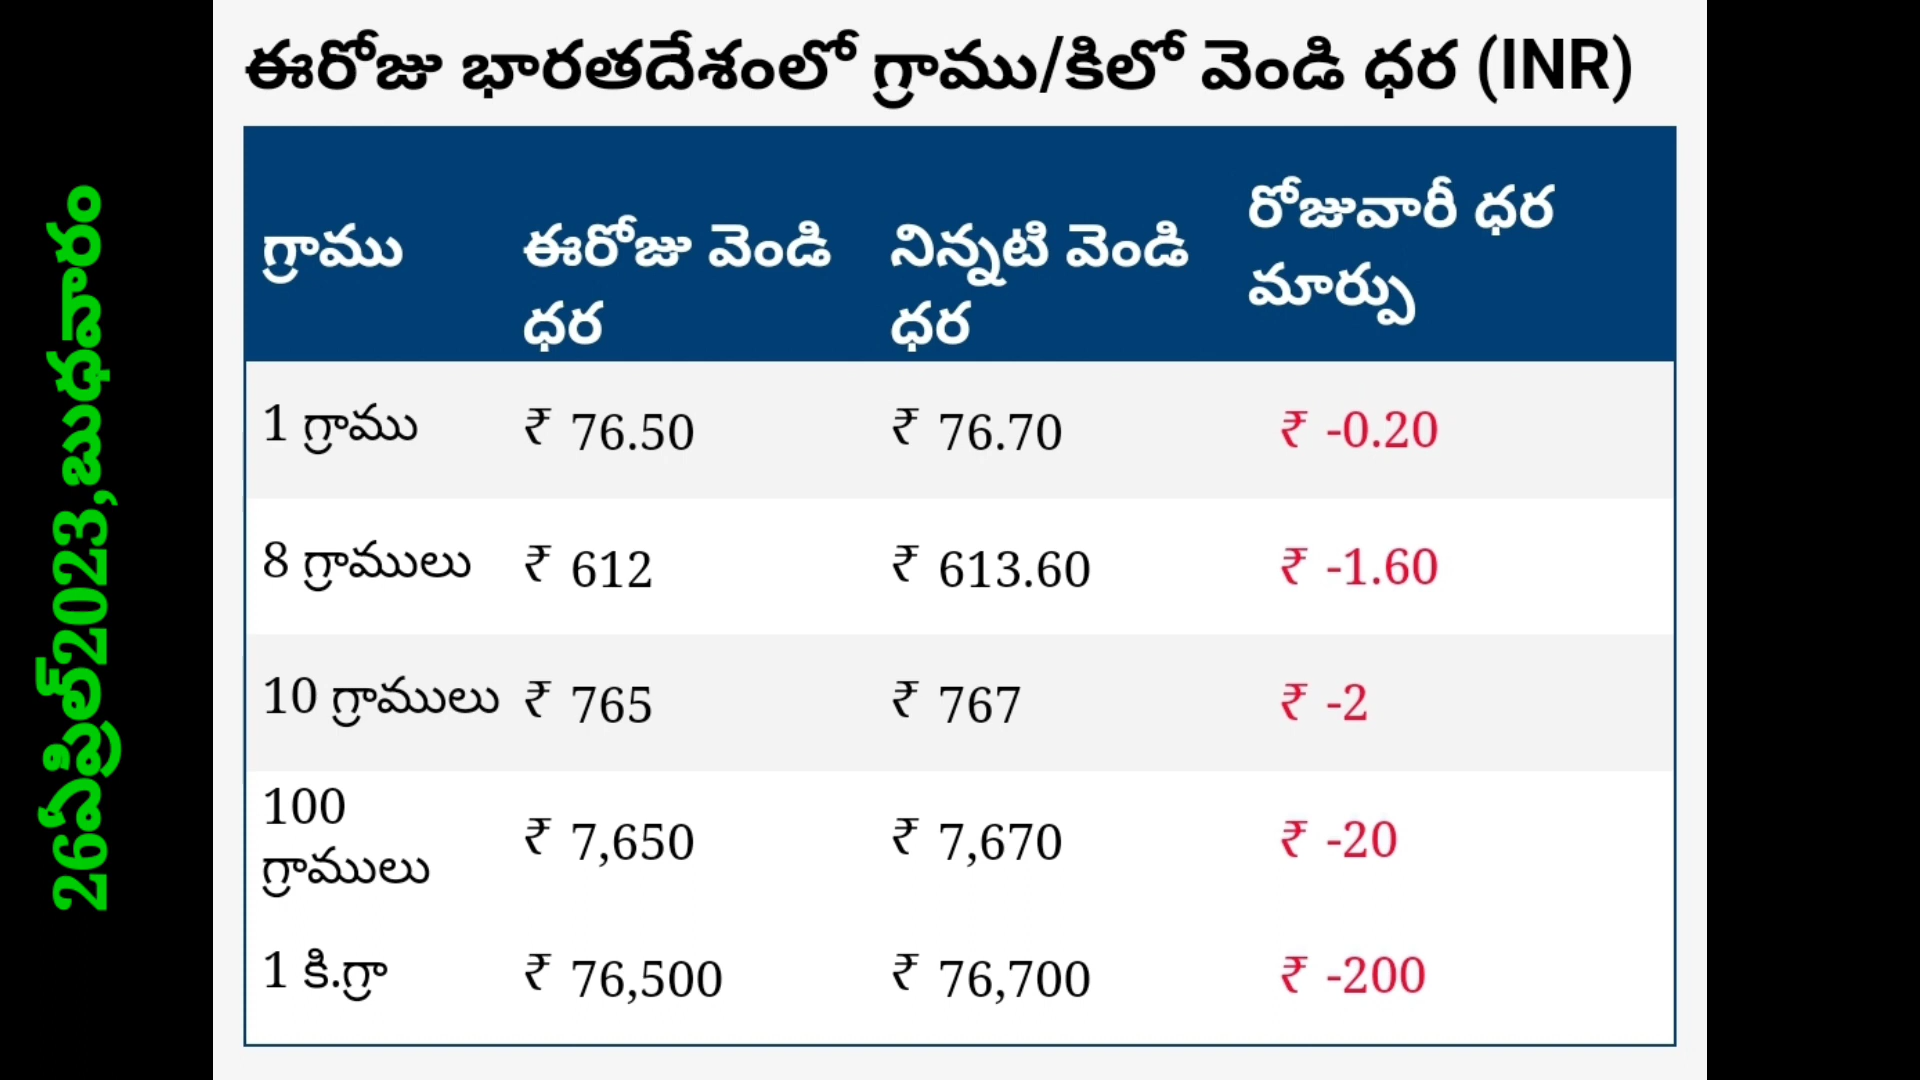 26ఏప్రిల్2023,బుధవారం
ఈరోజు భారతదేశంలో గ్రాము/కిలో వెండి ధర (INR)
గ్రాము ఈరోజు వెండి ధర నిన్నటి వెండి ధర రోజువారీ ధర మార్పు
1 గ్రాము ₹ 76.50 ₹ 76.70 ₹ -0.20
8 గ్రాములు ₹ 612 ₹ 613.60 ₹ -1.60
10 గ్రాములు ₹ 765 ₹ 767 ₹ -2
100 గ్రాములు ₹ 7,650 ₹ 7,670 ₹ -20
1 కి.గ్రా ₹ 76,500 ₹ 76,700 ₹ -200